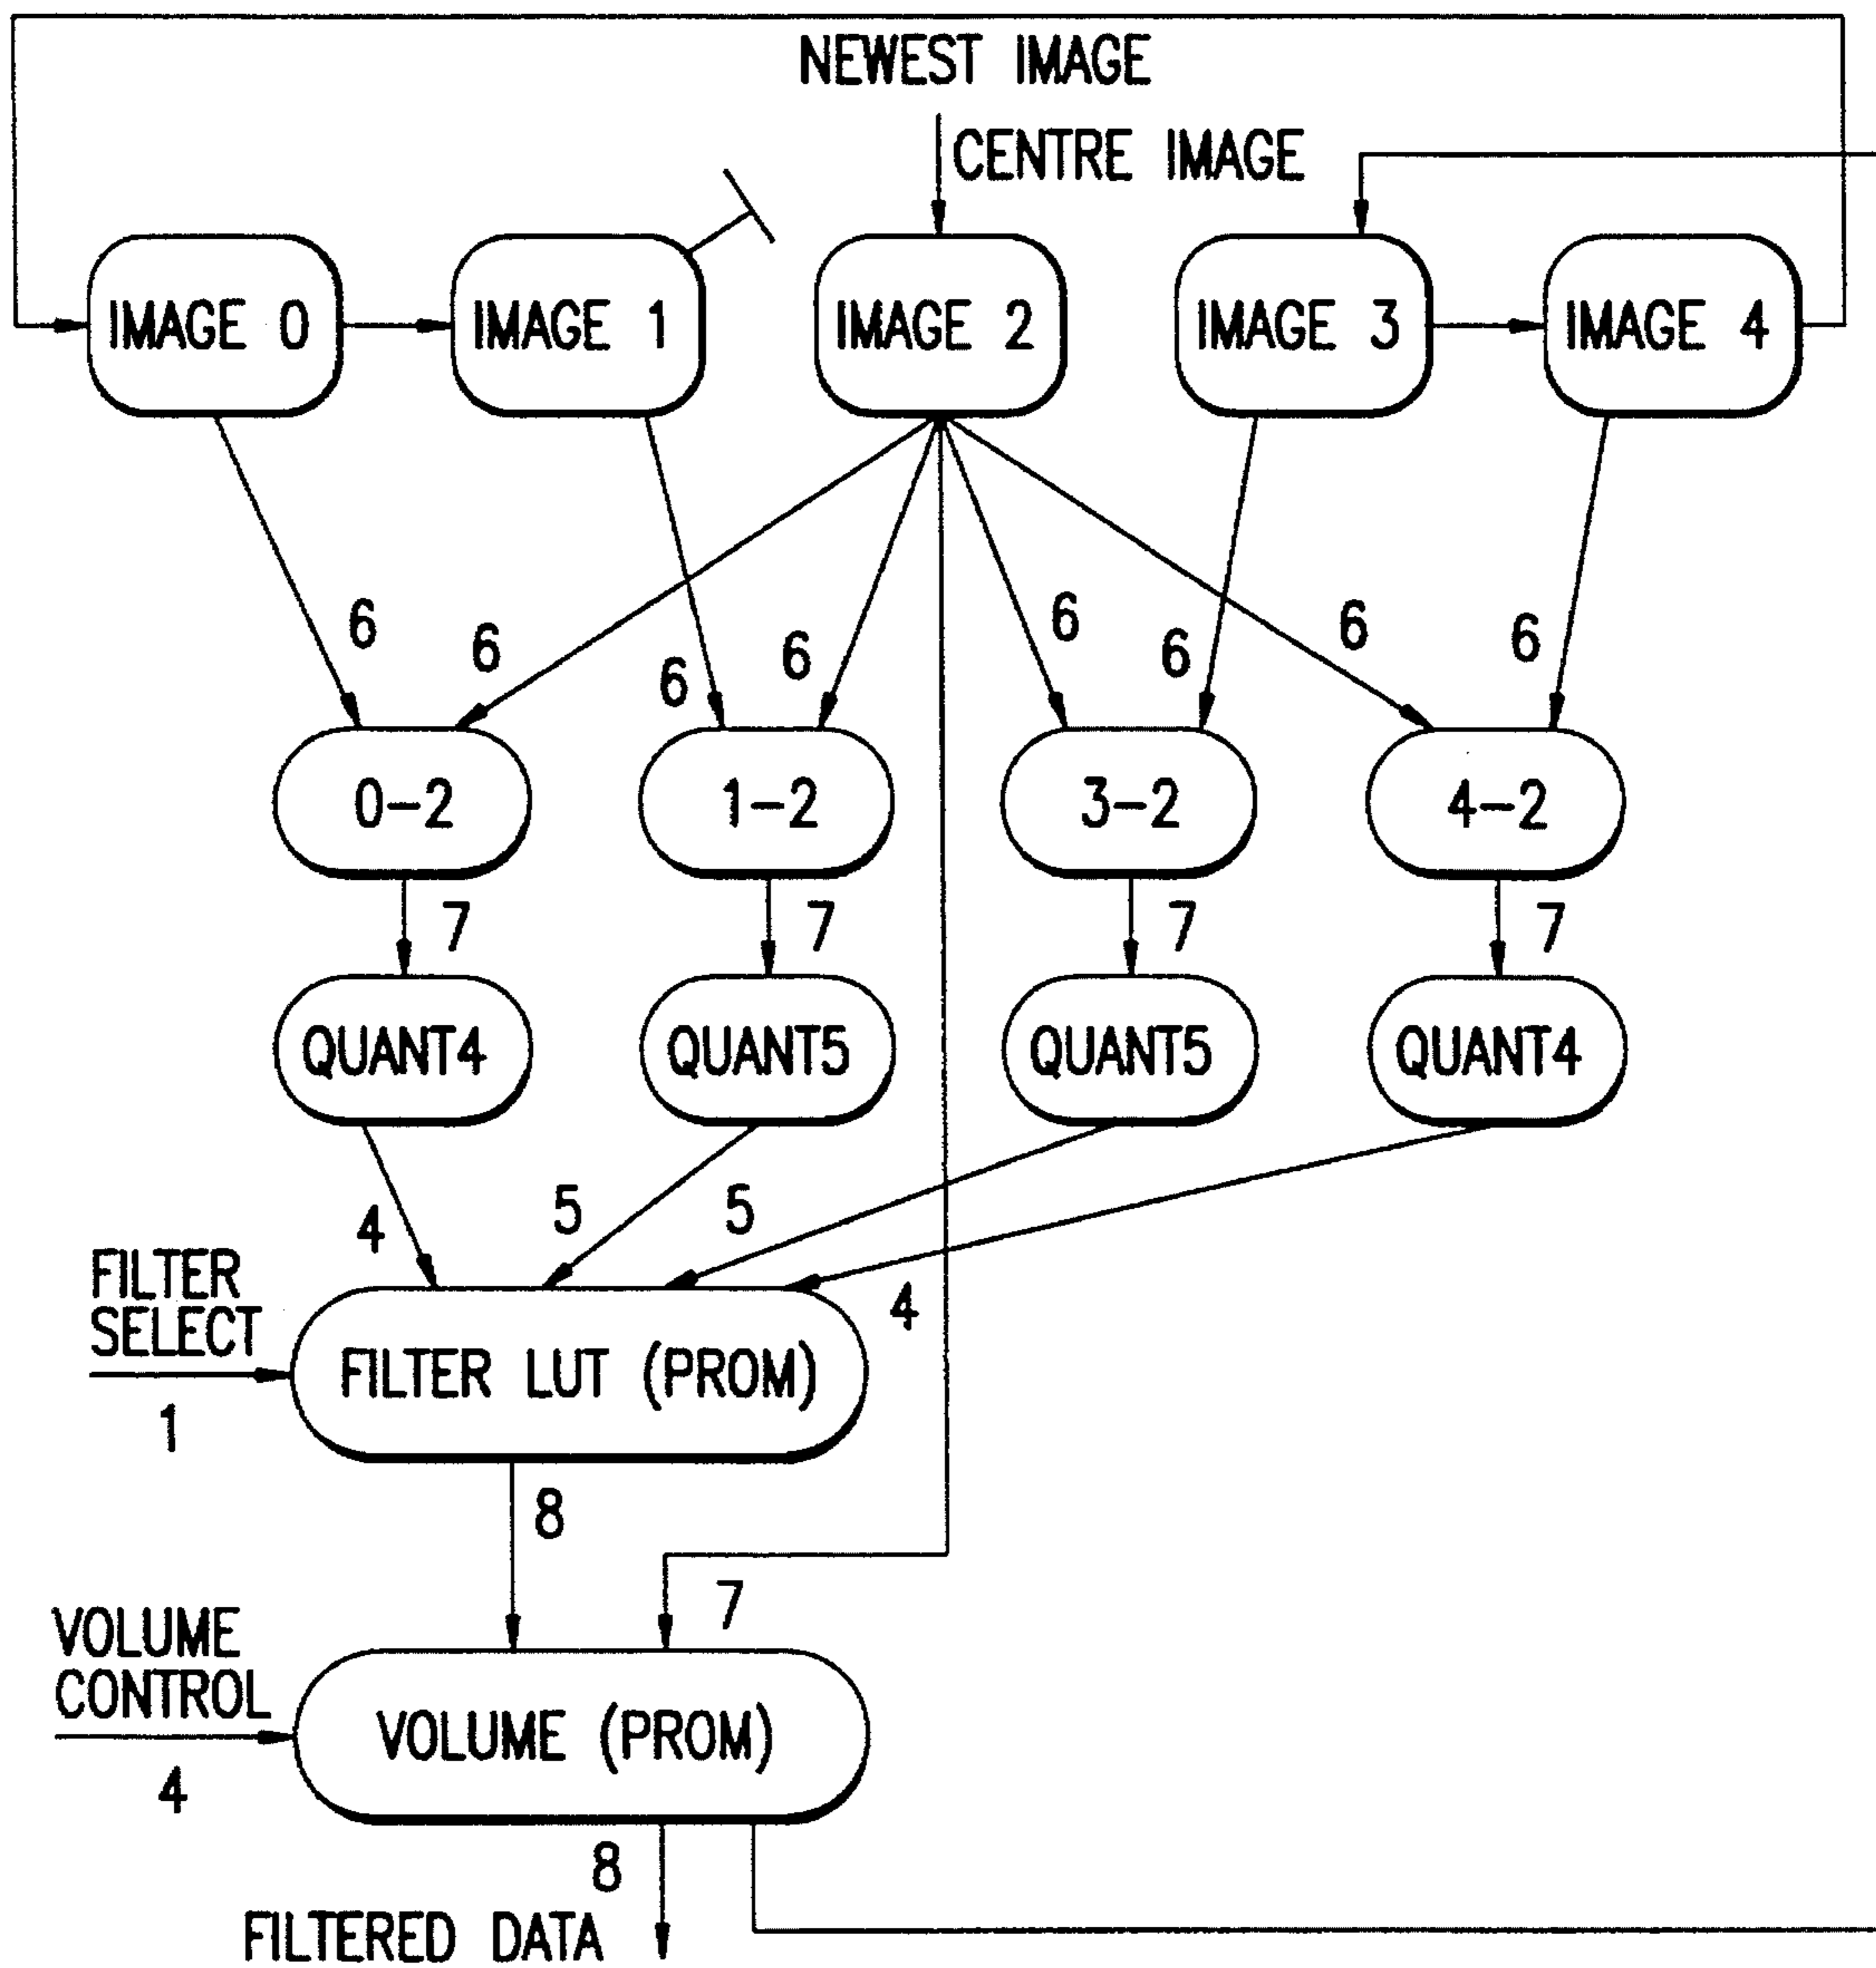 NEWEST IMAGE
CENTRE IMAGE
IMAGE 0
IMAGE 1
IMAGE 2
IMAGE 3
IMAGE 4
6
6
6
6
6
6
6
6
0-2
1-2
3-2
4-2
7
7
7
7
QUANT4
QUANT5
QUANT5
QUANT4
4
5
5
4
FILTER
SELECT
1
FILTER LUT (PROM)
8
7
VOLUME
CONTROL
4
VOLUME (PROM)
8
FILTERED DATA